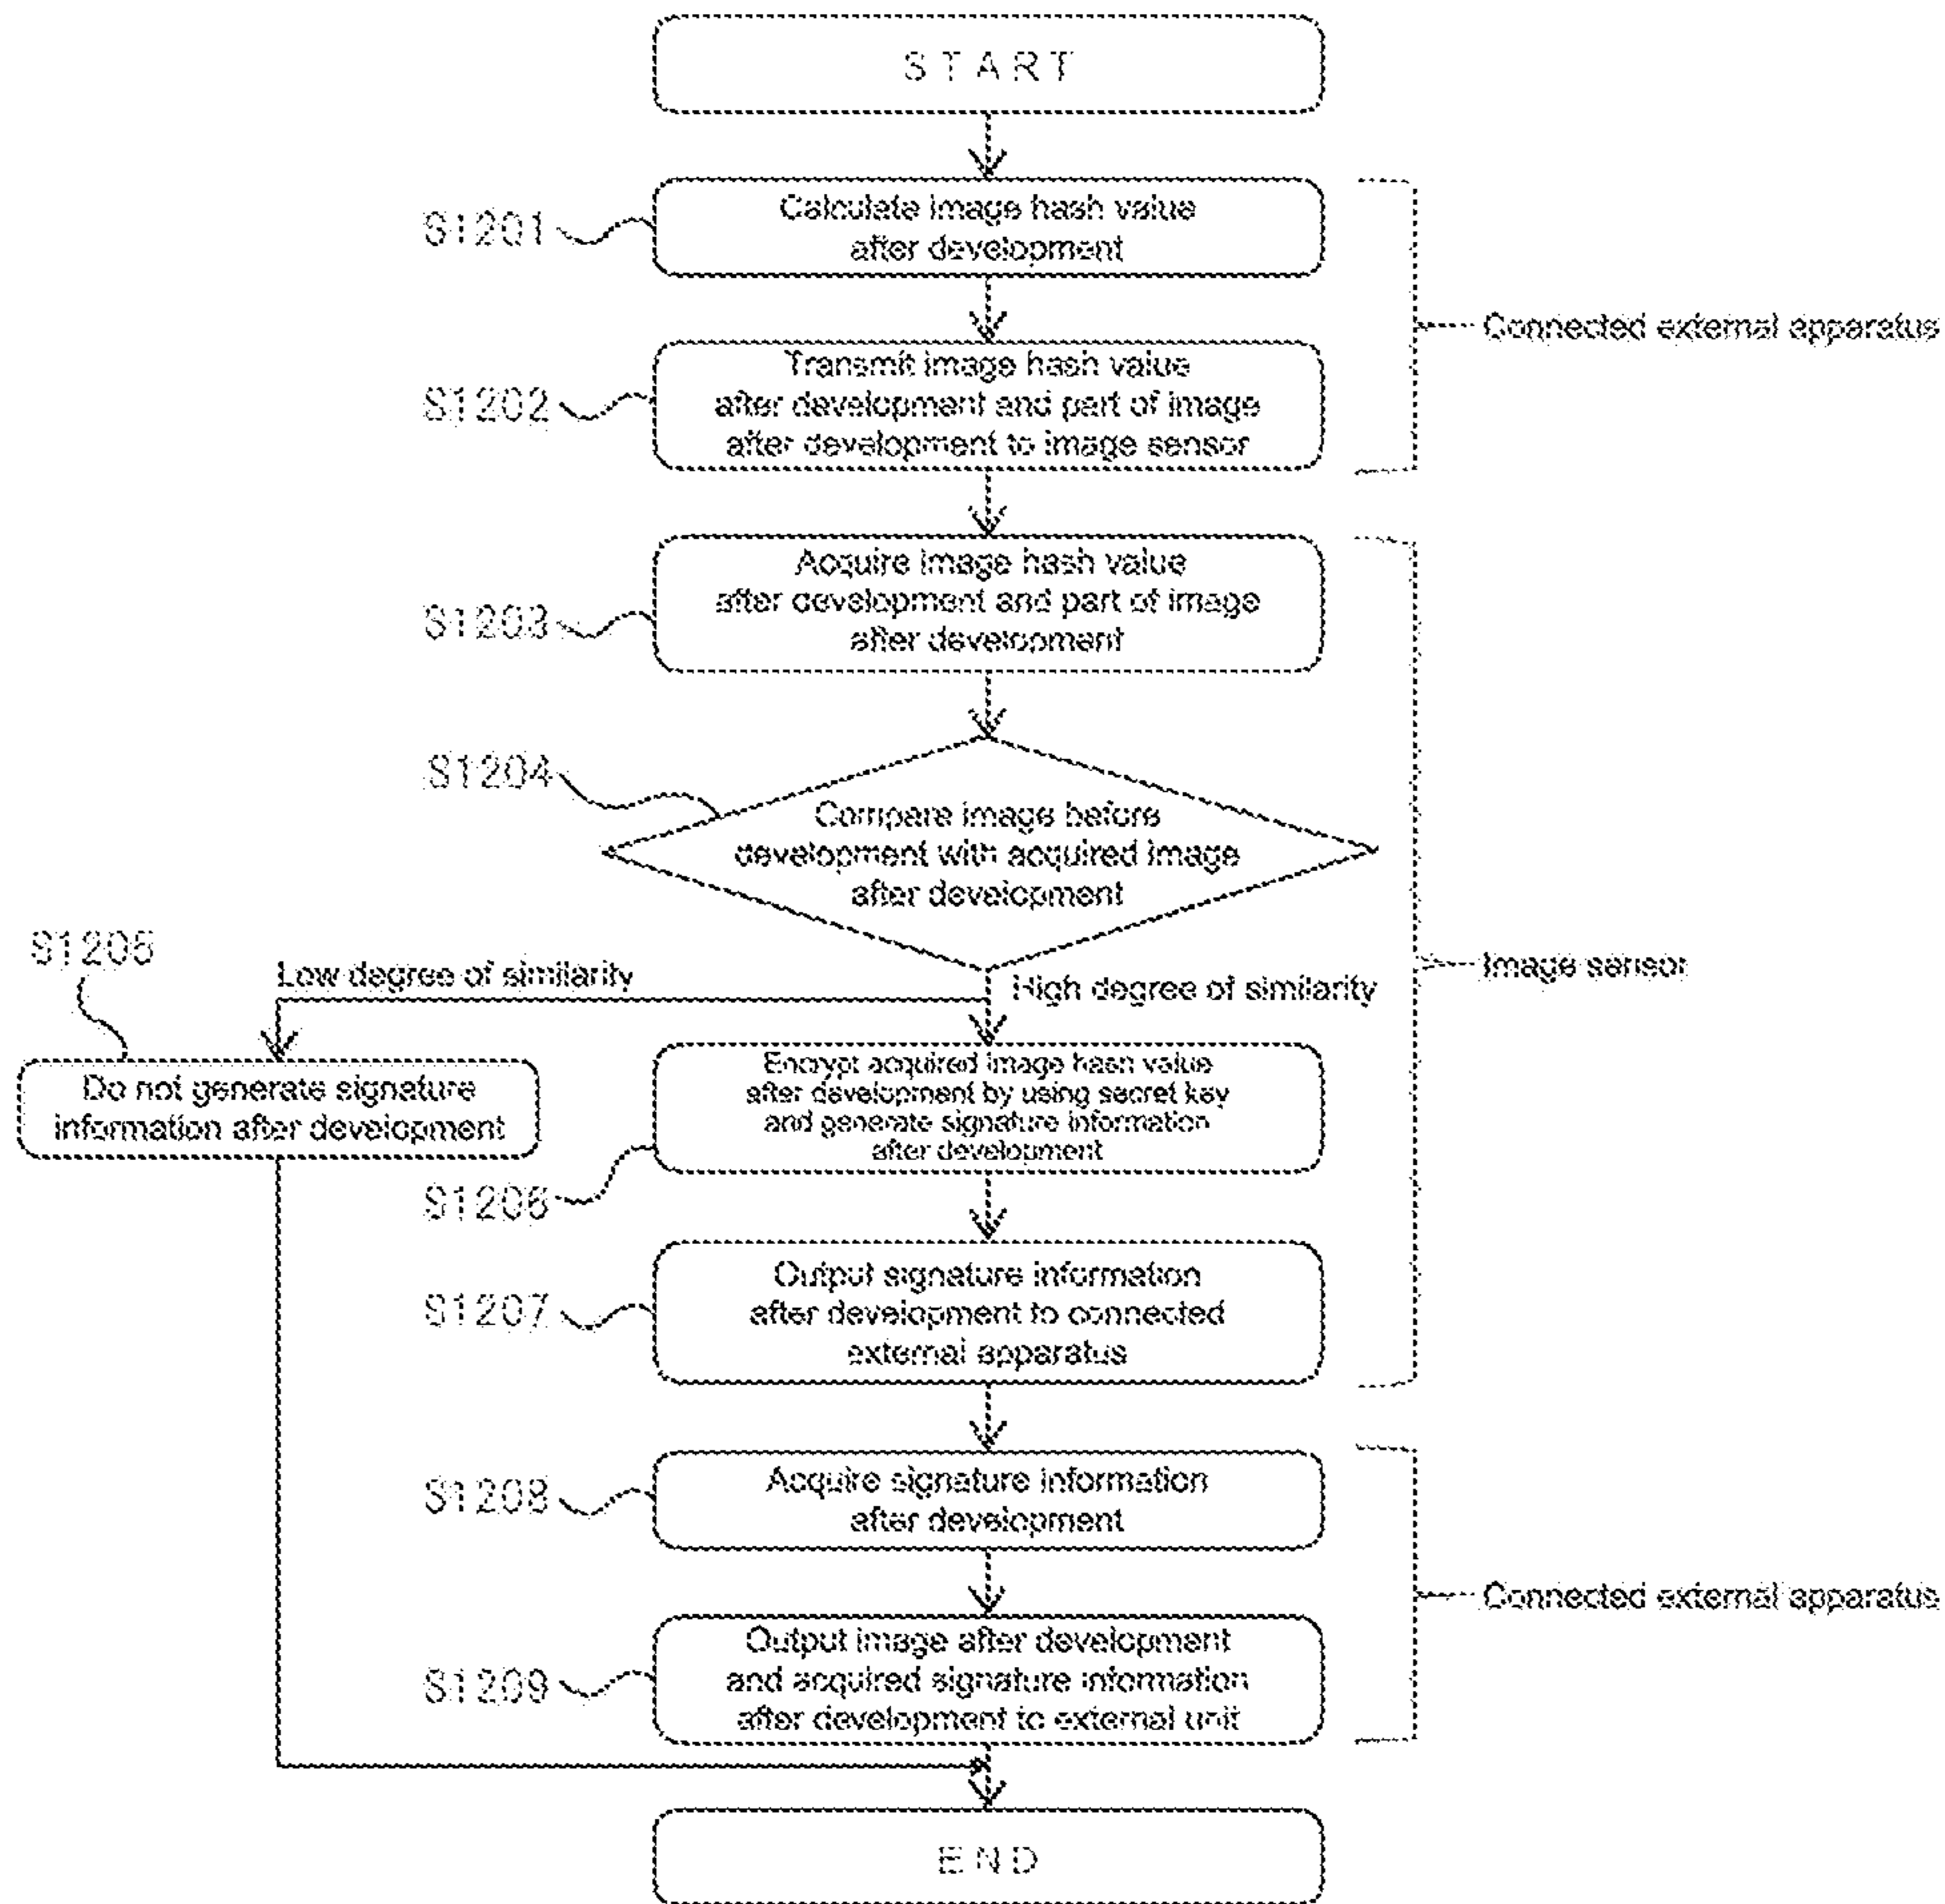 START
S1201
Calculate image hash value
after development
Connected external apparatus
S1202
Transmit image hash value
after development and part of image
after development to image sensor
S1203
Acquire image hash value
after development and part of image
after development
S1204
Compare image before
development with acquired image
after development
Image sensor
S1205
Low degree of similarity
High degree of similarity
Do not generate signature
information after development
Encrypt acquired image hash value
after development by using secret key
and generate signature information
after development
S1206
Output signature information
after development to connected
external apparatus
S1207
S1208
Acquire signature information
after development
Connected external apparatus
S1209
Output image after development
and acquired signature information
after development to external unit
END